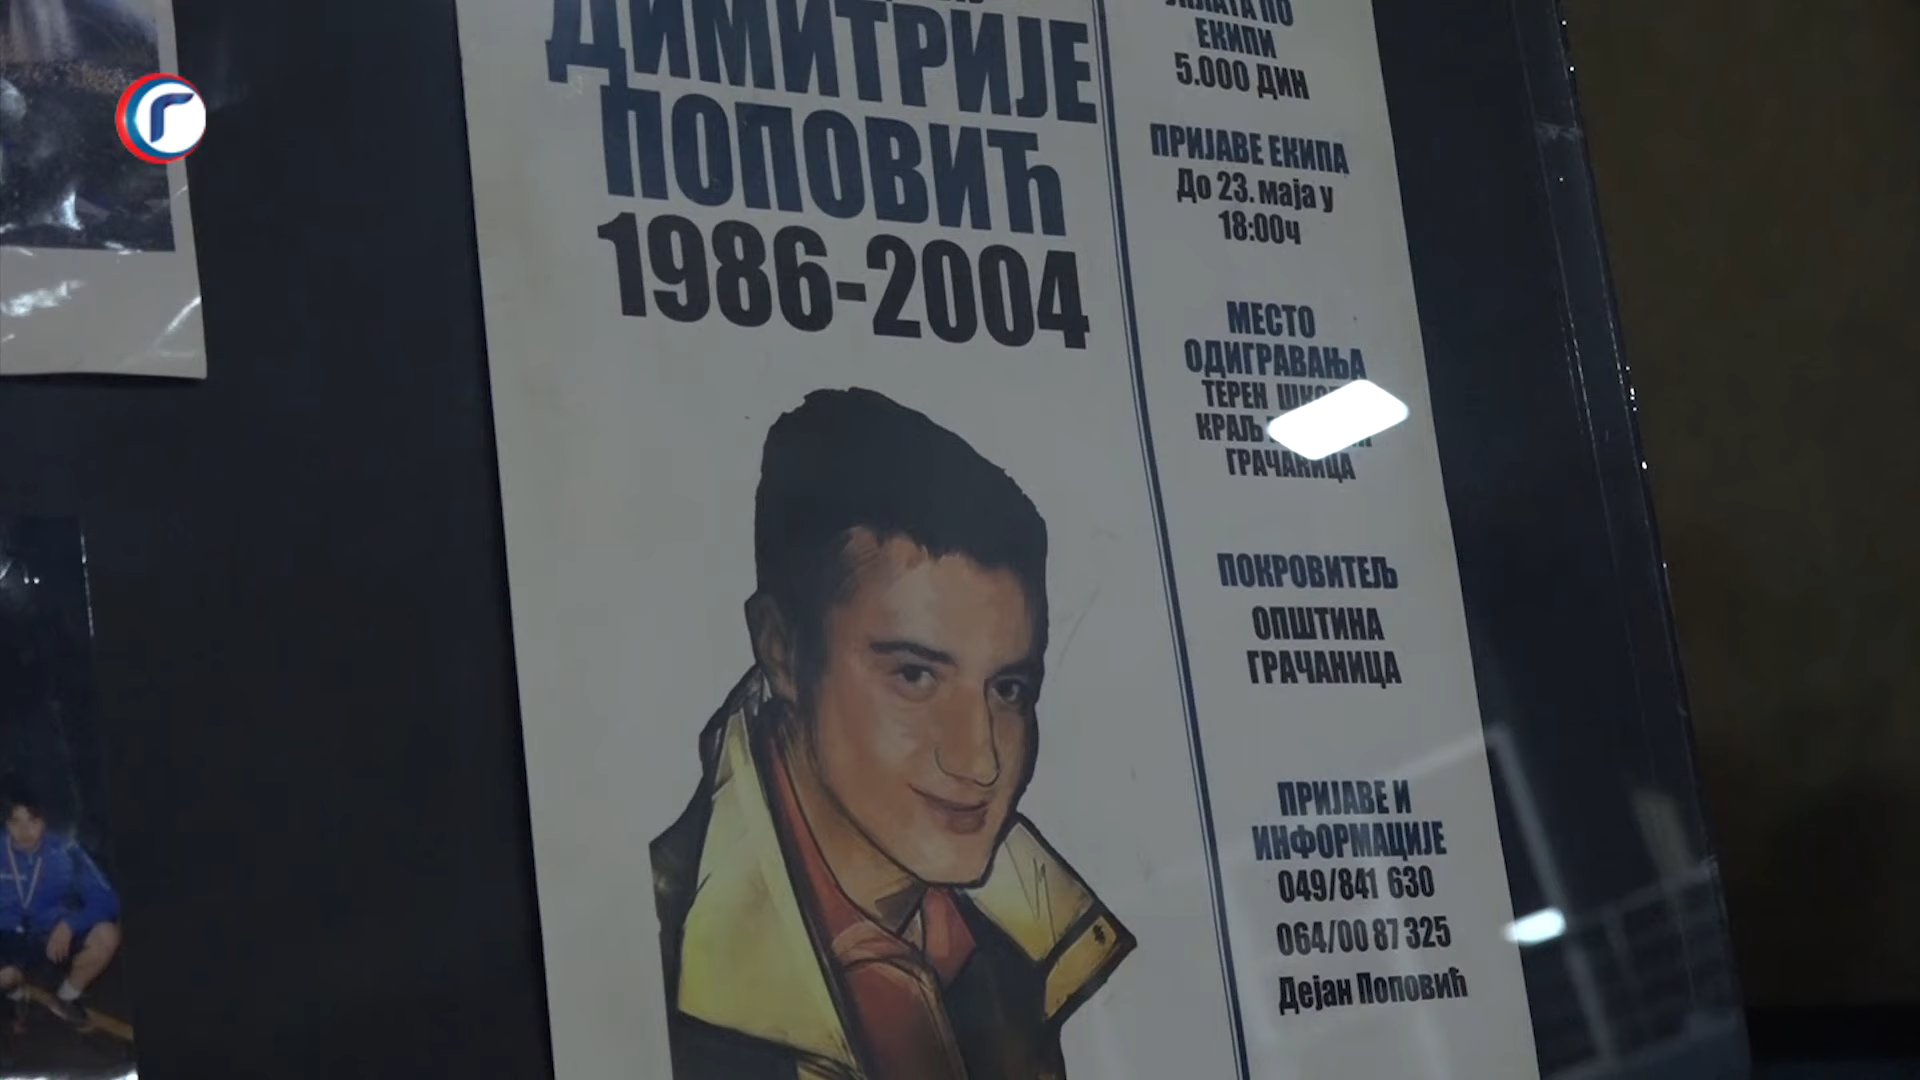 ДИМИТРИЈЕ
ПОПОВИЋ
1986-2004
ЕКИПИ
5.000 ДИН
ПРИЈАВЕ ЕКИПА
До 23. маја у
18:00ч
МЕСТО
ОДИГРАВАЊА
ТЕРЕН
ГРАЧАНИЦА
ПОКРОВИТЕЉ
ОПШТИНА
ГРАЧАНИЦА
ПРИЈАВЕ И
ИНФОРМАЦИЈЕ
049/841 630
064/00 87 325
Дејан Поповић